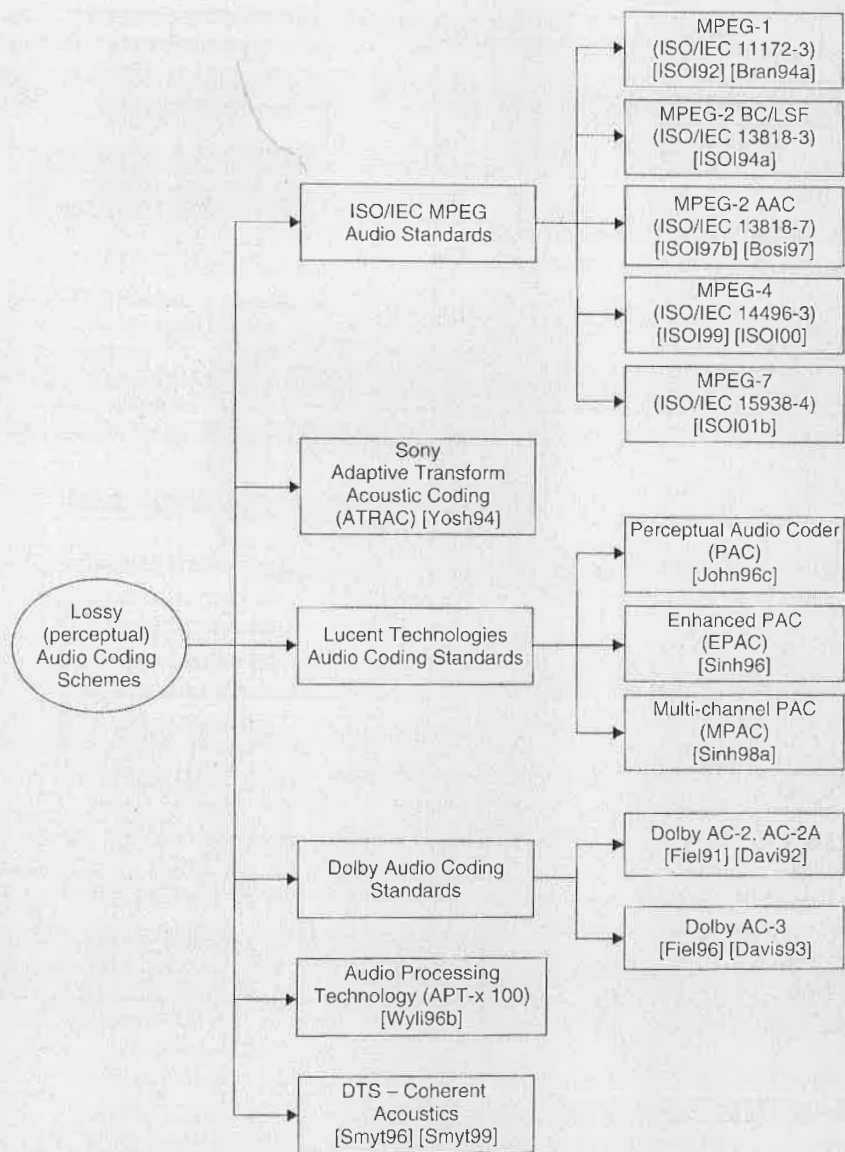 MPEG-1
(ISO/IEC 11172-3)
[ISOI92] [Bran94a]
MPEG-2 BC/LSF
(ISO/IEC 13818-3)
[ISOI94a]
ISO/IEC MPEG
Audio Standards
MPEG-2 AAC
(ISO/IEC 13818-7)
[ISOI97b] [Bosi97]
MPEG-4
(ISO/IEC 14496-3)
[ISOI99] [ISOI00]
MPEG-7
(ISO/IEC 15938-4)
[ISOI01b]
Sony
Adaptive Transform
Acoustic Coding
(ATRAC) [Yosh94]
Lossy
(perceptual)
Audio Coding
Schemes
Lucent Technologies
Audio Coding Standards
Perceptual Audio Coder
(PAC)
[John96c]
Enhanced PAC
(EPAC)
[Sinh96]
Multi-channel PAC
(MPAC)
[Sinh98a]
Dolby Audio Coding
Standards
Dolby AC-2, AC-2A
[Fiel91] [Davi92]
Dolby AC-3
[Fiel96] [Davis93]
Audio Processing
Technology (APT-x 100)
[Wyli96b]
DTS – Coherent
Acoustics
[Smyt96] [Smyt99]